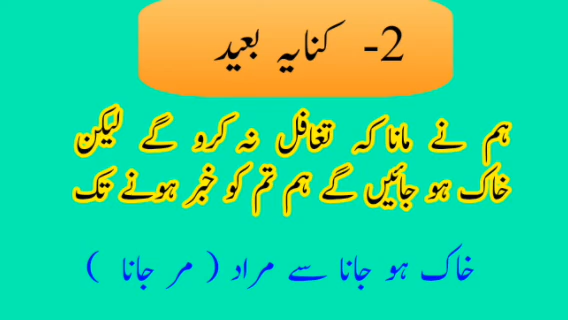 2- کنایہ بعید
ہم نے مانا کہ تغافل نہ کرو گے لیکن
خاک ہو جائیں گے ہم تم کو خبر ہونے تک
خاک ہو جانا سے مراد ( مر جانا )